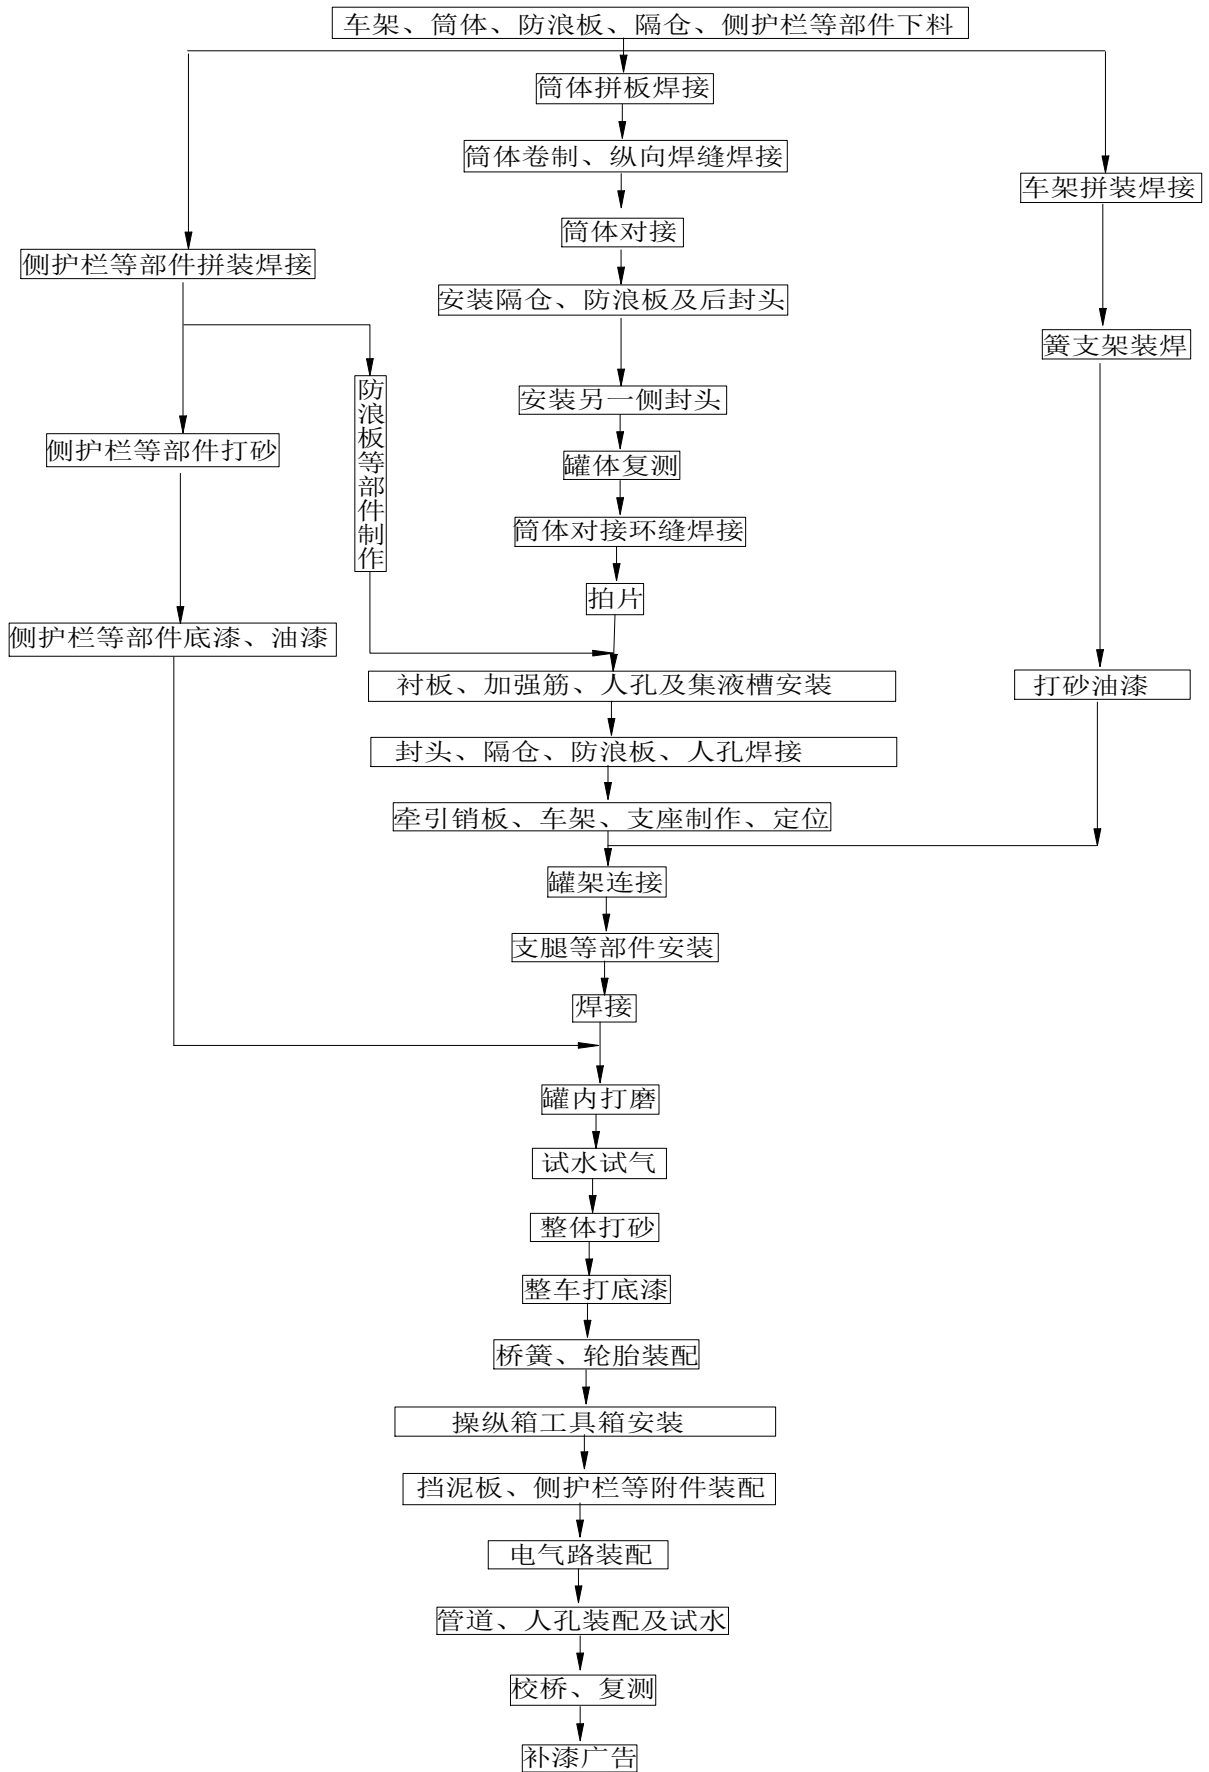 车架、筒体、防浪板、隔仓、侧护栏等部件下料
筒体拼板焊接
筒体卷制、纵向焊缝焊接
车架拼装焊接
筒体对接
侧护栏等部件拼装焊接
安装隔仓、防浪板及后封头
簧支架装焊
防浪板等部件制作
安装另一侧封头
侧护栏等部件打砂
罐体复测
筒体对接环缝焊接
拍片
侧护栏等部件底漆、油漆
衬板、加强筋、人孔及集液槽安装
打砂油漆
封头、隔仓、防浪板、人孔焊接
牵引销板、车架、支座制作、定位
罐架连接
支腿等部件安装
焊接
罐内打磨
试水试气
整体打砂
整车打底漆
桥簧、轮胎装配
操纵箱工具箱安装
挡泥板、侧护栏等附件装配
电气路装配
管道、人孔装配及试水
校桥、复测
补漆广告